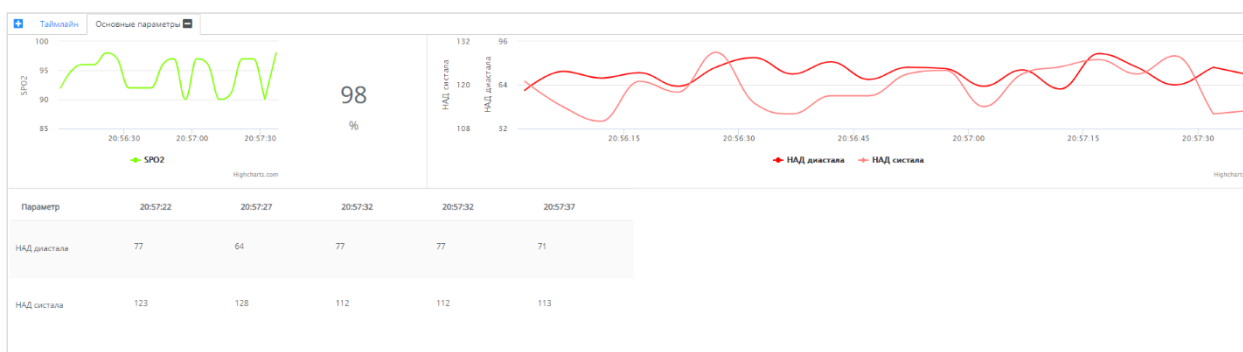 Таймлайн Основные параметры
100
95
90
85
SPO2
20:56:30 20:57:00 20:57:30
SPO2
Highcharts.com
98
%
132 96
120 64
108 32
НАД систала
НАД диастала
20:56:15 20:56:30 20:56:45 20:57:00 20:57:15 20:57:30
НАД диастала НАД систала
Highchart
Параметр 20:57:22 20:57:27 20:57:32 20:57:32 20:57:37
НАД диастала 77 64 77 77 71
НАД систала 123 128 112 112 113